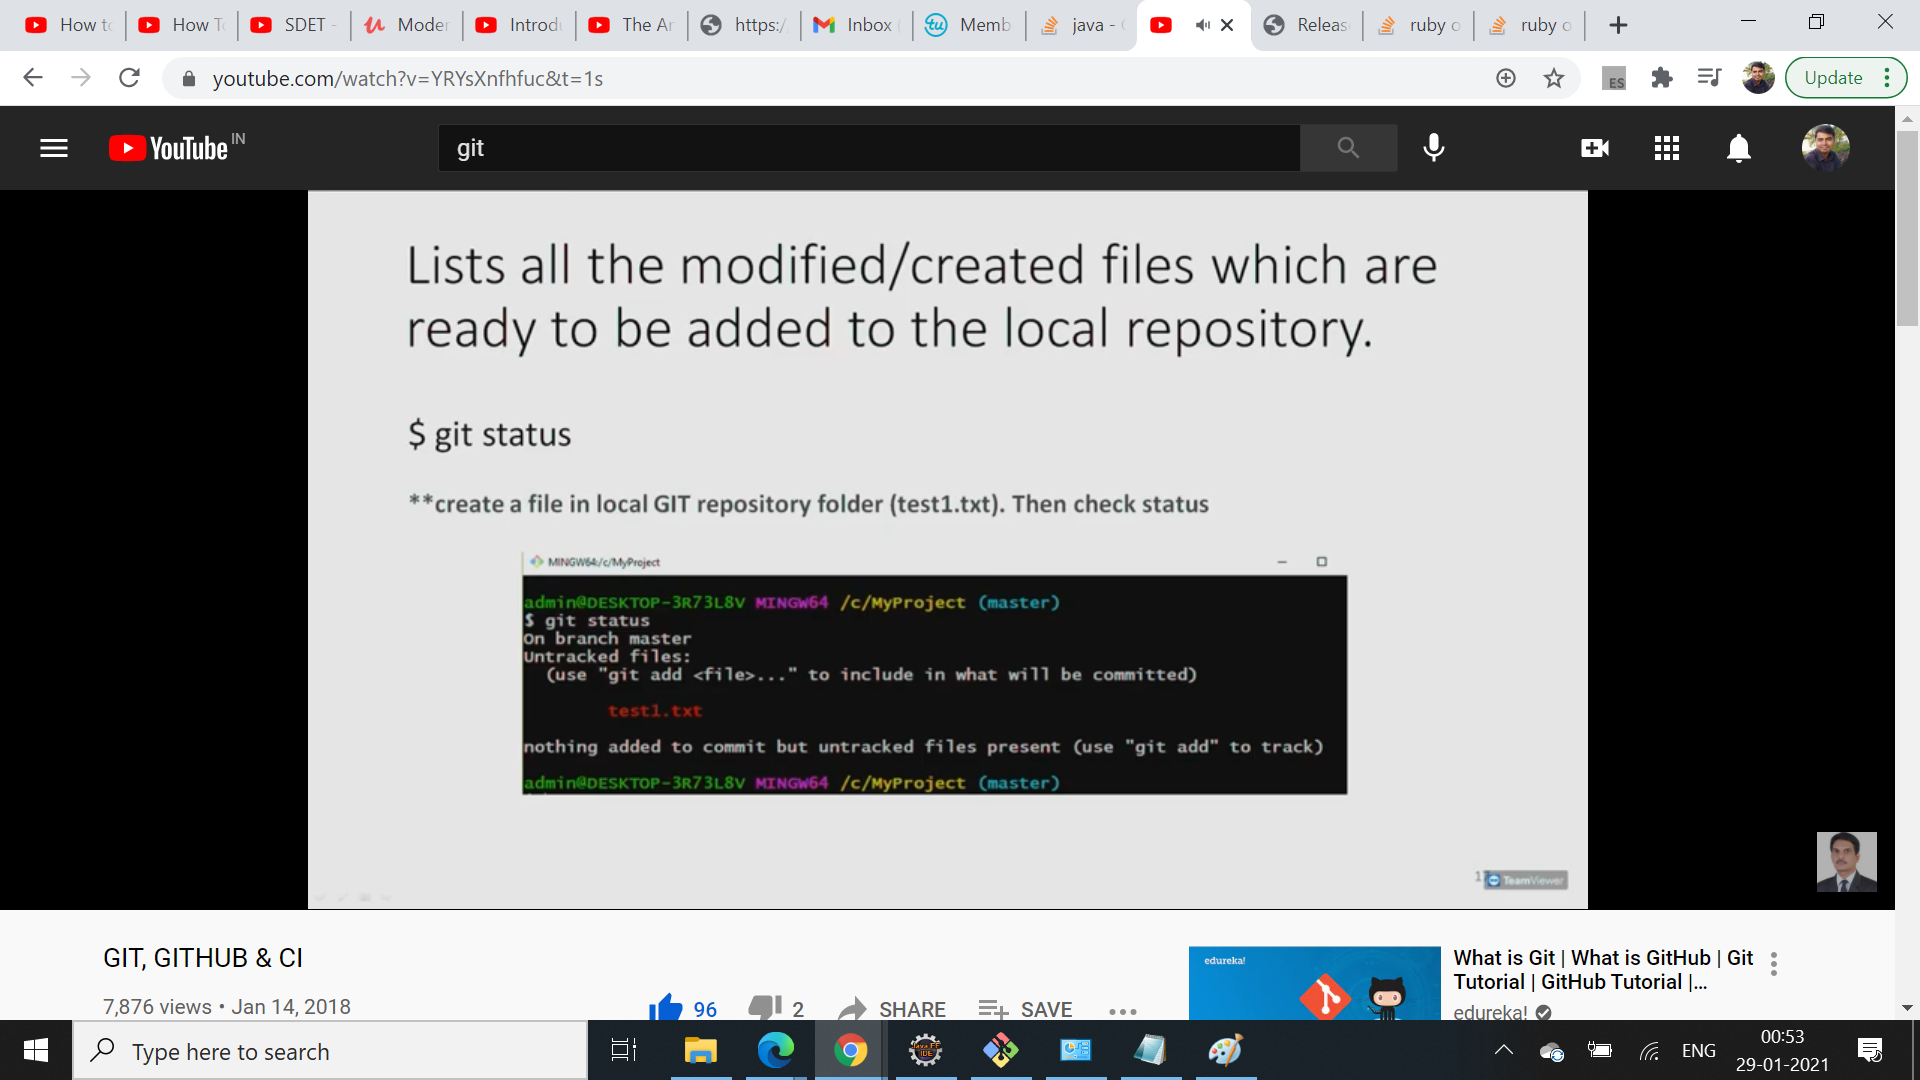 How to
How To
SDET -
Moder
Introdu
The Ar
https:/
Inbox
Memb
java -
Releas
ruby o
ruby o
youtube.com/watch?v=YRYsXnfhfuc&t=1s
ES
Update
YouTube IN
git
Lists all the modified/created files which are
ready to be added to the local repository.
$ git status
**create a file in local GIT repository folder (test1.txt). Then check status
MINGW64:/c/MyProject
admin@DESKTOP-3R73L8V MINGW64 /c/MyProject (master)
$ git status
On branch master
Untracked files:
(use "git add <file>..." to include in what will be committed)
test1.txt
nothing added to commit but untracked files present (use "git add" to track)
admin@DESKTOP-3R73L8V MINGW64 /c/MyProject (master)
TeamViewer
GIT, GITHUB & CI
7,876 views • Jan 14, 2018
96
2
SHARE
SAVE
edureka!
What is Git | What is GitHub | Git
Tutorial | GitHub Tutorial |...
edureka!
Type here to search
Java EE
IDE
ENG
00:53
29-01-2021